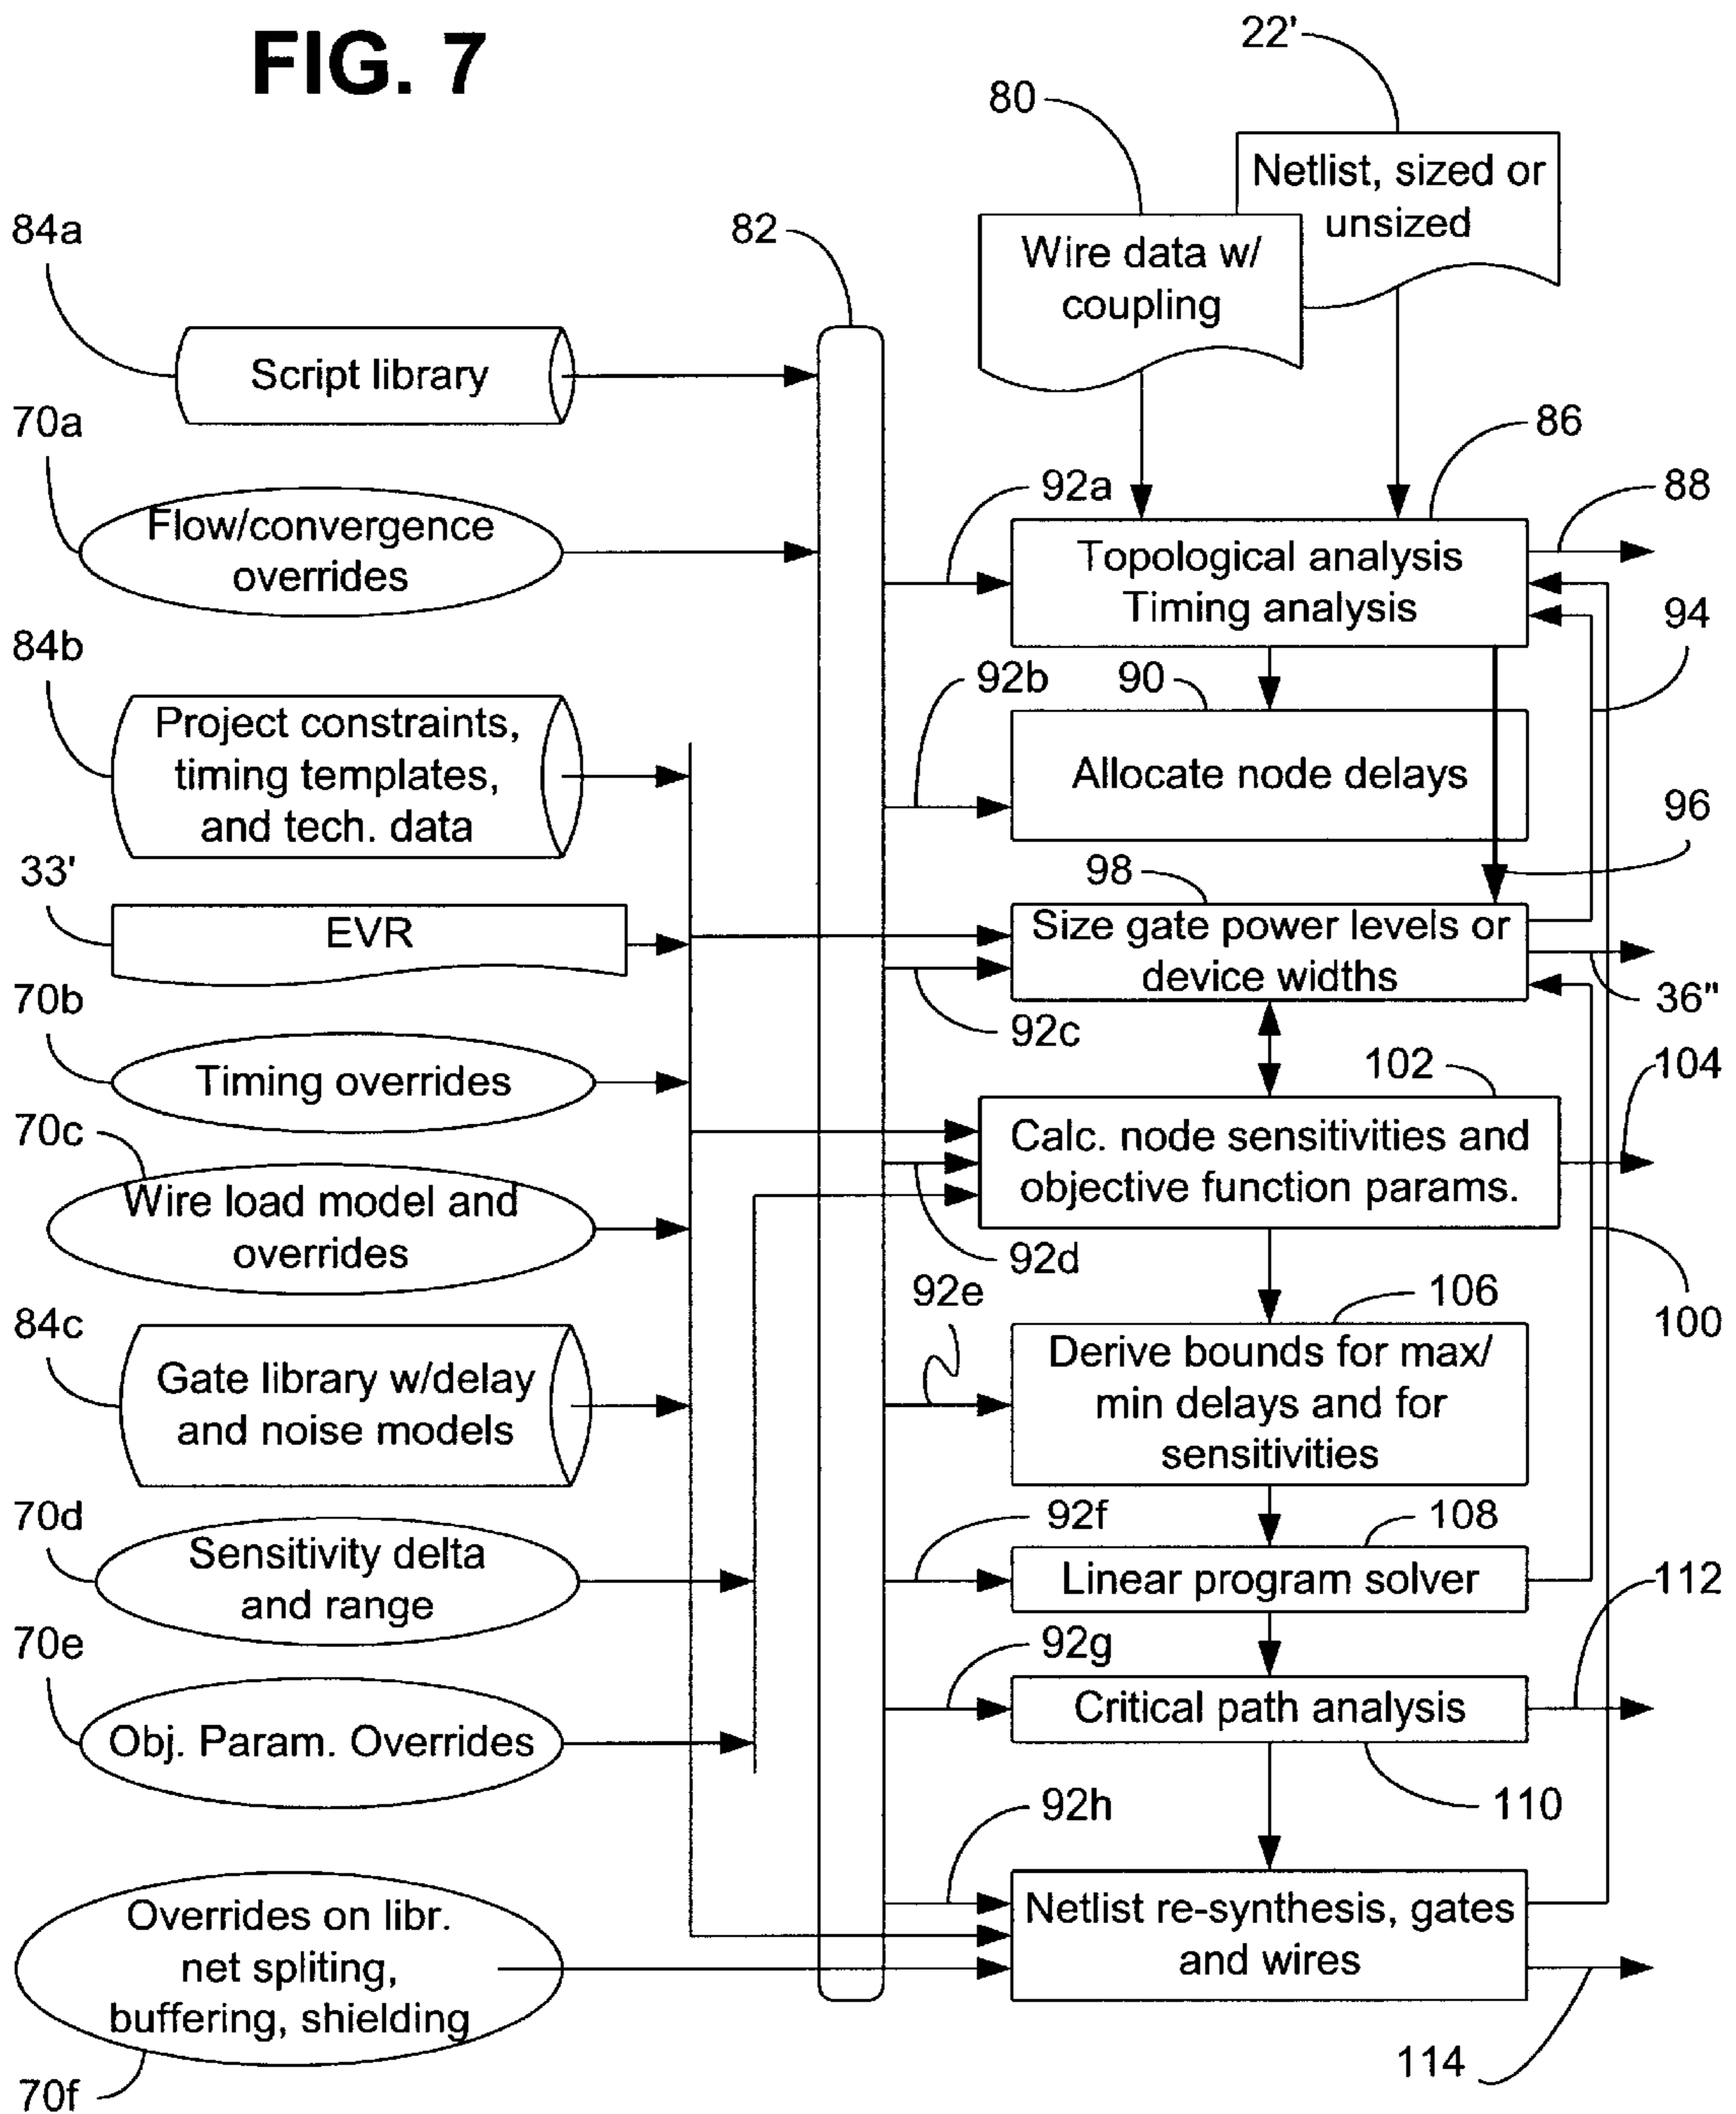 FIG. 7
22'
80
Netlist, sized or
unsized
Wire data w/
coupling
84a
82
Script library
70a
86
Flow/convergence
overrides
92a
88
Topological analysis
Timing analysis
94
84b
92b
90
Project constraints,
timing templates,
and tech. data
Allocate node delays
96
33'
98
EVR
Size gate power levels or
device widths
70b
92c
36"
Timing overrides
102
104
70c
Calc. node sensitivities and
objective function params.
Wire load model and
overrides
92d
92e
106
100
84c
Gate library w/delay
and noise models
Derive bounds for max/
min delays and for
sensitivities
70d
92f
108
Sensitivity delta
and range
Linear program solver
112
70e
92g
Critical path analysis
Obj. Param. Overrides
92h
110
Overrides on libr.
net spliting,
buffering, shielding
Netlist re-synthesis, gates
and wires
114
70f